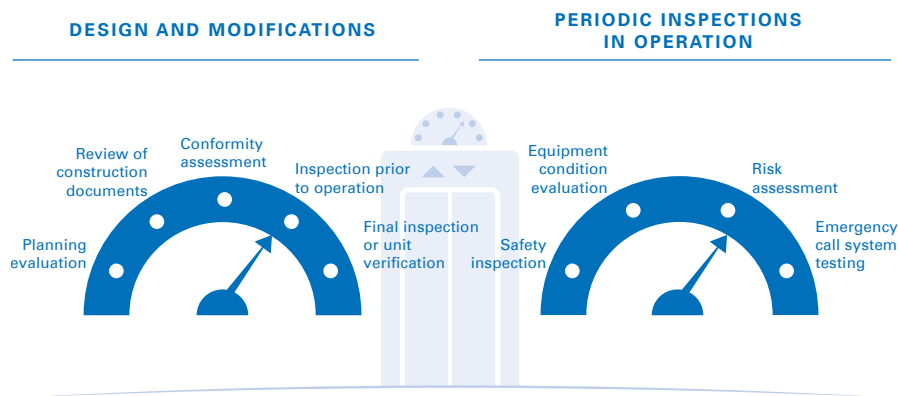 DESIGN AND MODIFICATIONS
Planning
evaluation
Review of
construction
documents
Conformity
assessment
Inspection prior
to operation
Final inspection
or unit
verification
PERIODIC INSPECTIONS
IN OPERATION
Safety
inspection
Equipment
condition
evaluation
Risk
assessment
Emergency
call system
testing